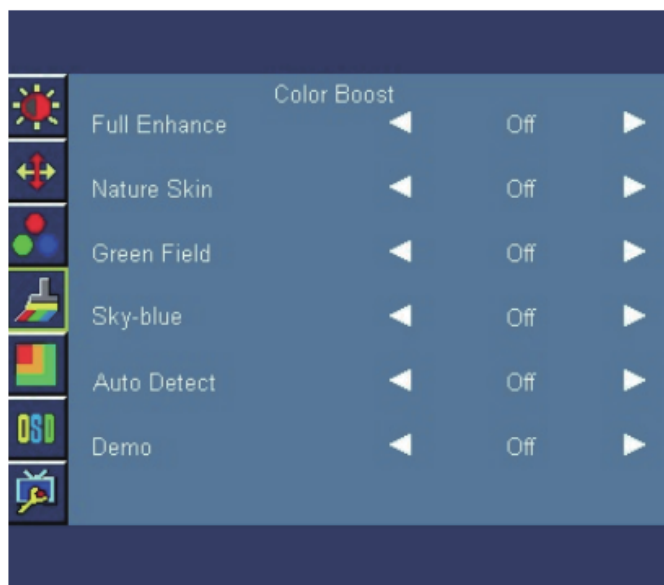 Color Boost
Full Enhance Off
Nature Skin Off
Green Field Off
Sky-blue Off
Auto Detect Off
OSD
Demo Off